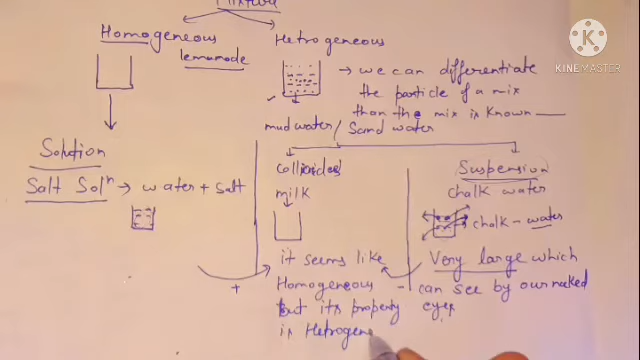 Mixture
Homogeneous
Hetrogeneous
lemomode
→ we can differentiate
the particle of a mix
than the mix is known
mud water / Sand water
Solution
Salt Solⁿ → water + salt
milk
it seems like
Homogeneous
but its property
is Hetrogen
Suspension
chalk water
chalk - water
Very large which
can see by our naked
eyes
+
-
KINEMASTER